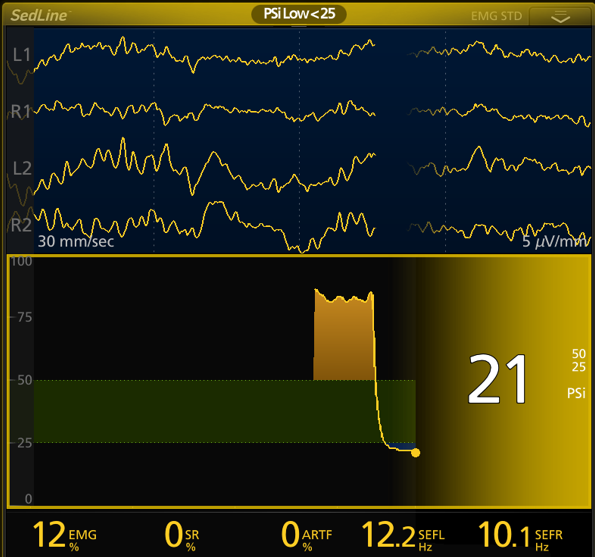 SedLine™ PSi Low < 25 EMG STD
L1
R1
L2
R2
30 mm/sec 5 µV/mm
100
75
50
25
0
50
25
21
PSi
12 EMG % 0 SR % 0 ARTF % 12.2 SEFL Hz 10.1 SEFR Hz